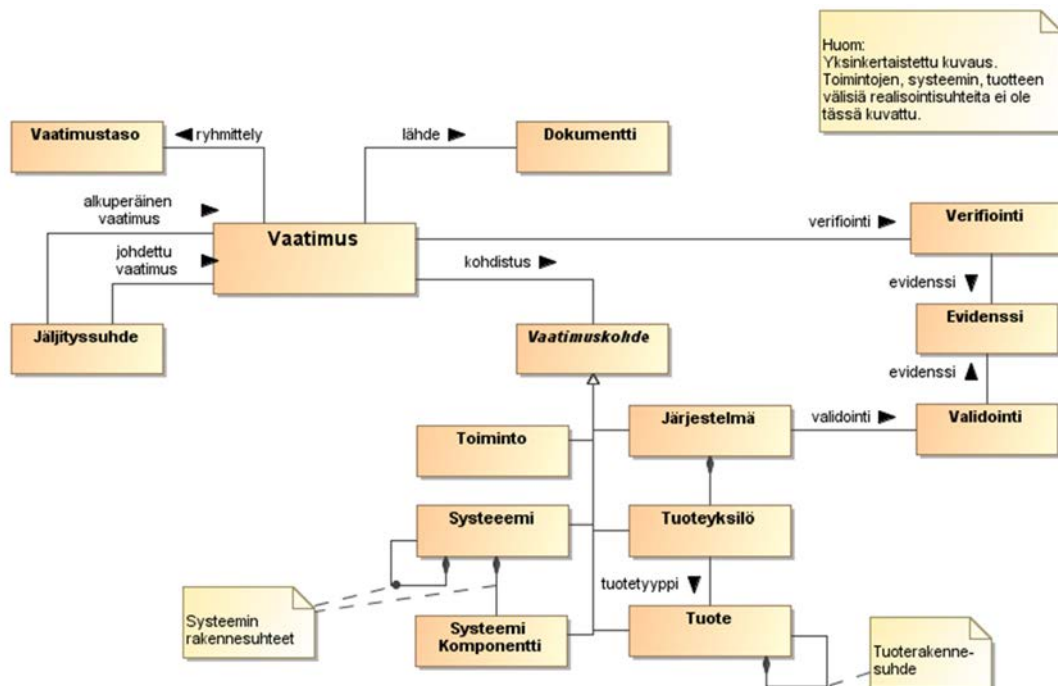 Huom:
Yksinkertaistettu kuvaus.
Toimintojen, systeemin, tuotteen
välisiä realisointisuhteita ei ole
tässä kuvattu.
Vaatimustaso
ryhmittely
lähde
Dokumentti
alkuperäinen
vaatimus
Vaatimus
verifiointi
Verifiointi
johdettu
vaatimus
kohdistus
evidenssi
Jäljityssuhde
Vaatimuskohde
Evidenssi
evidenssi
Järjestelmä
validointi
Validointi
Toiminto
Systeeemi
Tuoteyksilö
tuotetyyppi
Systeemin
rakennesuhteet
Systeemi
Komponentti
Tuote
Tuoterakenne-
suhde